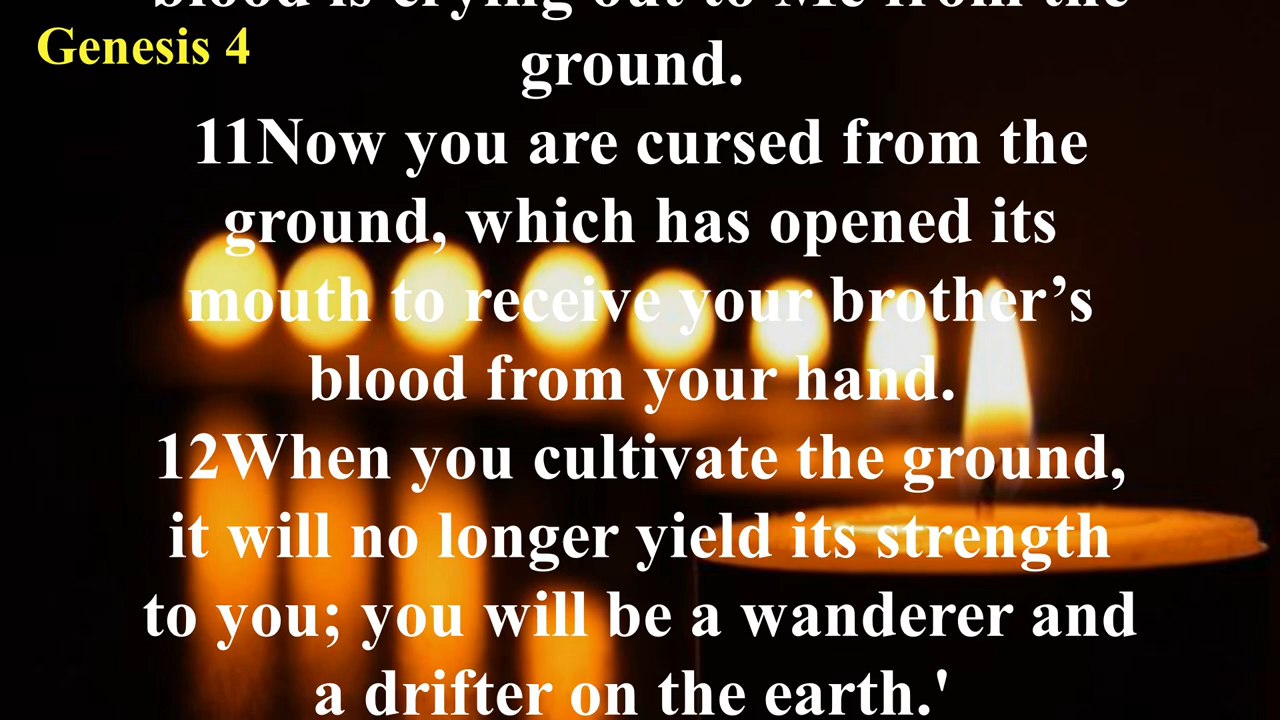 blood is crying out to Me from the
Genesis 4
ground.
11Now you are cursed from the
ground, which has opened its
mouth to receive your brother’s
blood from your hand.
12When you cultivate the ground,
it will no longer yield its strength
to you; you will be a wanderer and
a drifter on the earth.'